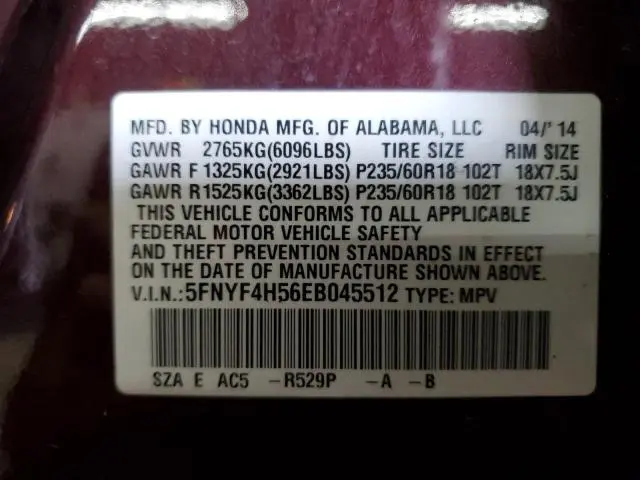 MFD. BY HONDA MFG. OF ALABAMA, LLC 04/' 14
GVWR 2765KG(6096LBS) TIRE SIZE RIM SIZE
GAWR F 1325KG(2921LBS) P235/60R18 102T 18X7.5J
GAWR R 1525KG(3362LBS) P235/60R18 102T 18X7.5J
THIS VEHICLE CONFORMS TO ALL APPLICABLE
FEDERAL MOTOR VEHICLE SAFETY
AND THEFT PREVENTION STANDARDS IN EFFECT
ON THE DATE OF MANUFACTURE SHOWN ABOVE.
V.I.N.:5FNYF4H56EB045512 TYPE: MPV
SZA E AC5 -R529P -A -B